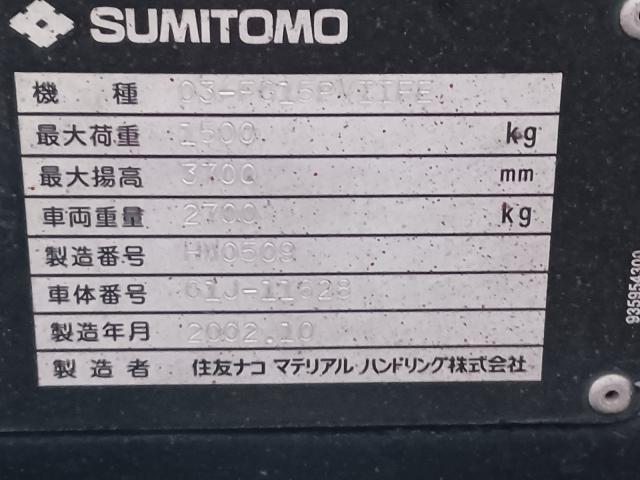 SUMITOMO
機種 03-FG15PVIIFE
最大荷重 1500 kg
最大揚高 3700 mm
車両重量 2700 kg
製造番号 HW0509
車体番号 61J-11628
製造年月 2002.10
製造者 住友ナコ マテリアル ハンドリング株式会社